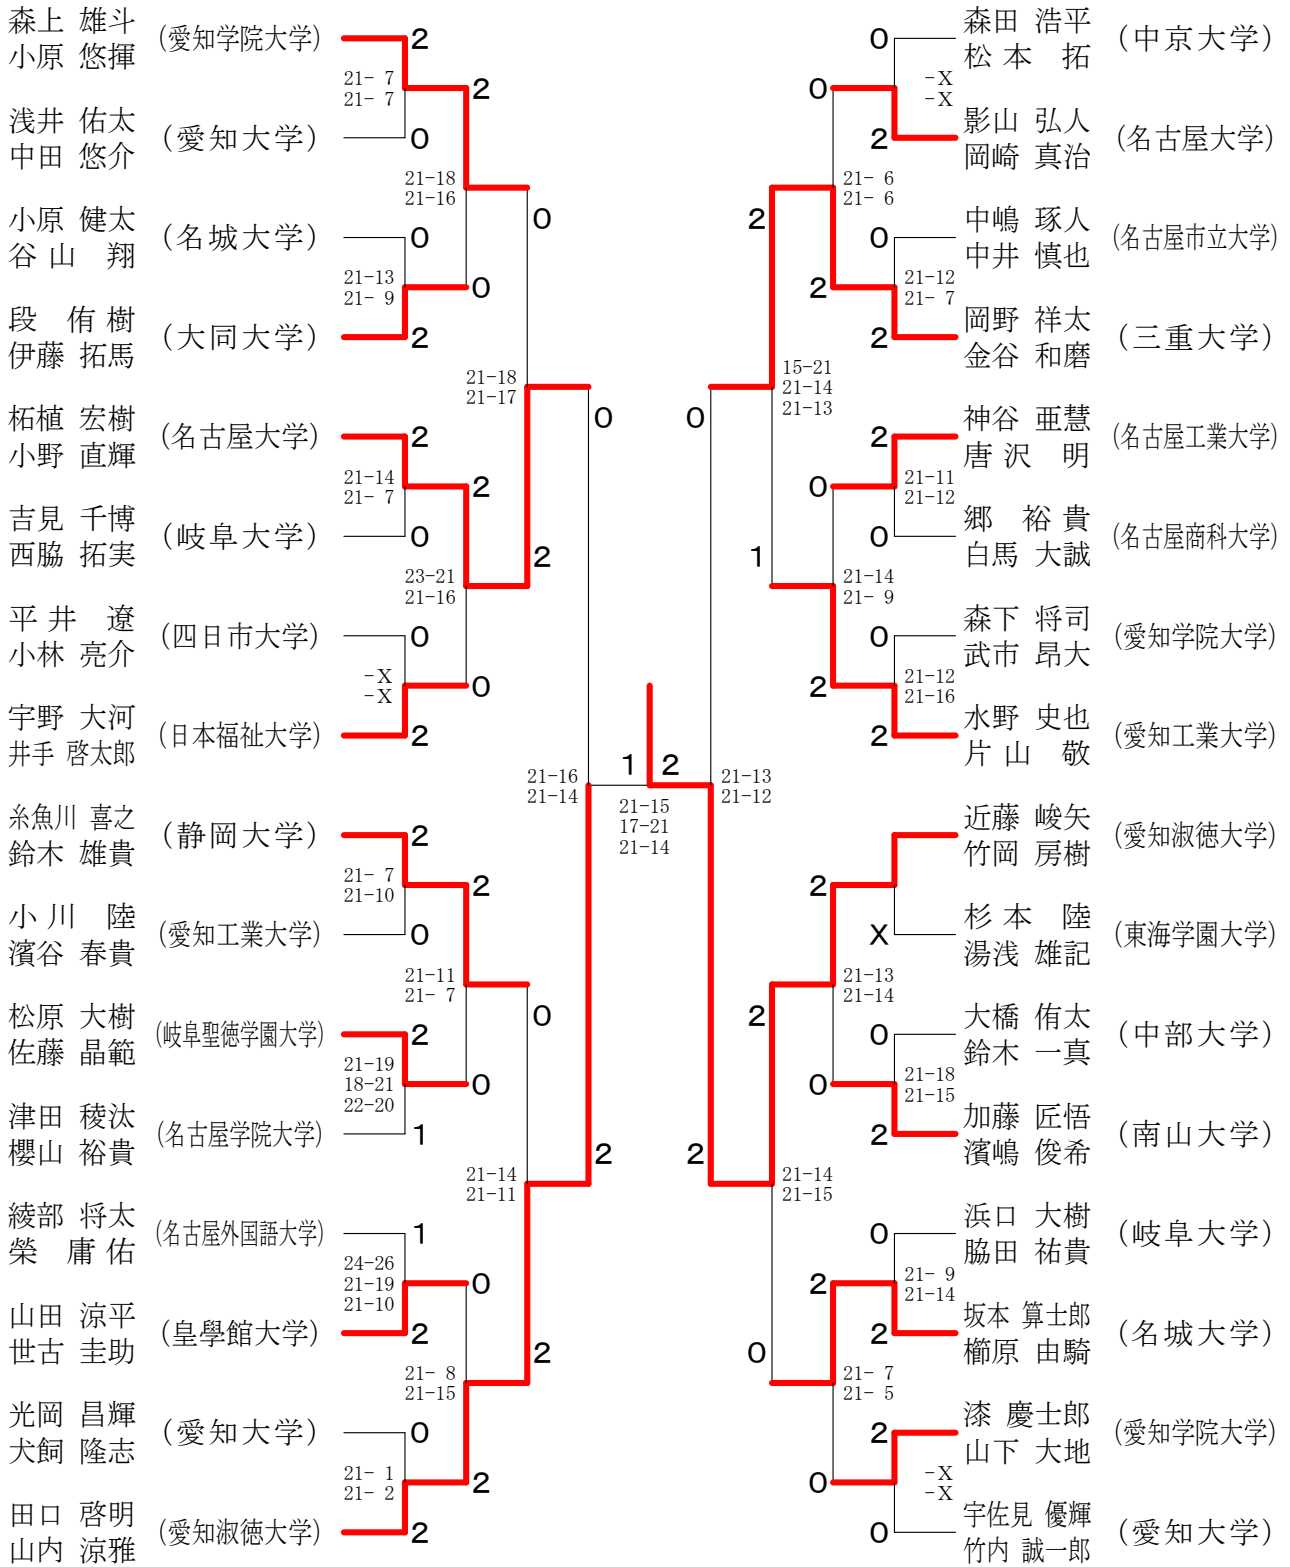 森上 雄斗
小原 悠揮
(愛知学院大学)
2
21- 7
21- 7
2
浅井 佑太
中田 悠介
(愛知大学)
0
21-18
21-16
0
小原 健太
谷山 翔
(名城大学)
0
21-13
21- 9
0
段 侑樹
伊藤 拓馬
(大同大学)
2
21-18
21-17
0
柘植 宏樹
小野 直輝
(名古屋大学)
2
21-14
21- 7
2
吉見 千博
西脇 拓実
(岐阜大学)
0
23-21
21-16
2
平井 遼
小林 亮介
(四日市大学)
0
-X
-X
0
宇野 大河
井手 啓太郎
(日本福祉大学)
2
21-16
21-14
1
2
21-15
17-21
21-14
糸魚川 喜之
鈴木 雄貴
(静岡大学)
2
21- 7
21-10
2
小川 陸
濱谷 春貴
(愛知工業大学)
0
21-11
21- 7
0
松原 大樹
佐藤 晶範
(岐阜聖徳学園大学)
2
21-19
18-21
22-20
0
津田 稜汰
櫻山 裕貴
(名古屋学院大学)
1
21-14
21-11
2
綾部 将太
榮 庸佑
(名古屋外国語大学)
1
24-26
21-19
21-10
0
山田 涼平
世古 圭助
(皇學館大学)
2
21- 8
21-15
2
光岡 昌輝
犬飼 隆志
(愛知大学)
0
21- 1
21- 2
2
田口 啓明
山内 涼雅
(愛知淑徳大学)
2
森田 浩平
松本 拓
(中京大学)
0
-X
-X
0
影山 弘人
岡崎 真治
(名古屋大学)
2
21- 6
21- 6
2
中嶋 琢人
中井 慎也
(名古屋市立大学)
0
21-12
21- 7
2
岡野 祥太
金谷 和磨
(三重大学)
2
15-21
21-14
21-13
0
神谷 亜慧
唐沢 明
(名古屋工業大学)
2
21-11
21-12
0
郷 裕貴
白馬 大誠
(名古屋商科大学)
0
21-14
21- 9
1
森下 将司
武市 昂大
(愛知学院大学)
0
21-12
21-16
2
水野 史也
片山 敬
(愛知工業大学)
2
21-13
21-12
近藤 峻矢
竹岡 房樹
(愛知淑徳大学)
2
杉本 陸
湯浅 雄記
(東海学園大学)
X
21-13
21-14
2
大橋 侑太
鈴木 一真
(中部大学)
0
21-18
21-15
0
加藤 匠悟
濱嶋 俊希
(南山大学)
2
21-14
21-15
2
浜口 大樹
脇田 祐貴
(岐阜大学)
0
21- 9
21-14
2
坂本 算士郎
櫛原 由騎
(名城大学)
2
21- 7
21- 5
0
漆 慶士郎
山下 大地
(愛知学院大学)
2
-X
-X
0
宇佐見 優輝
竹内 誠一郎
(愛知大学)
0